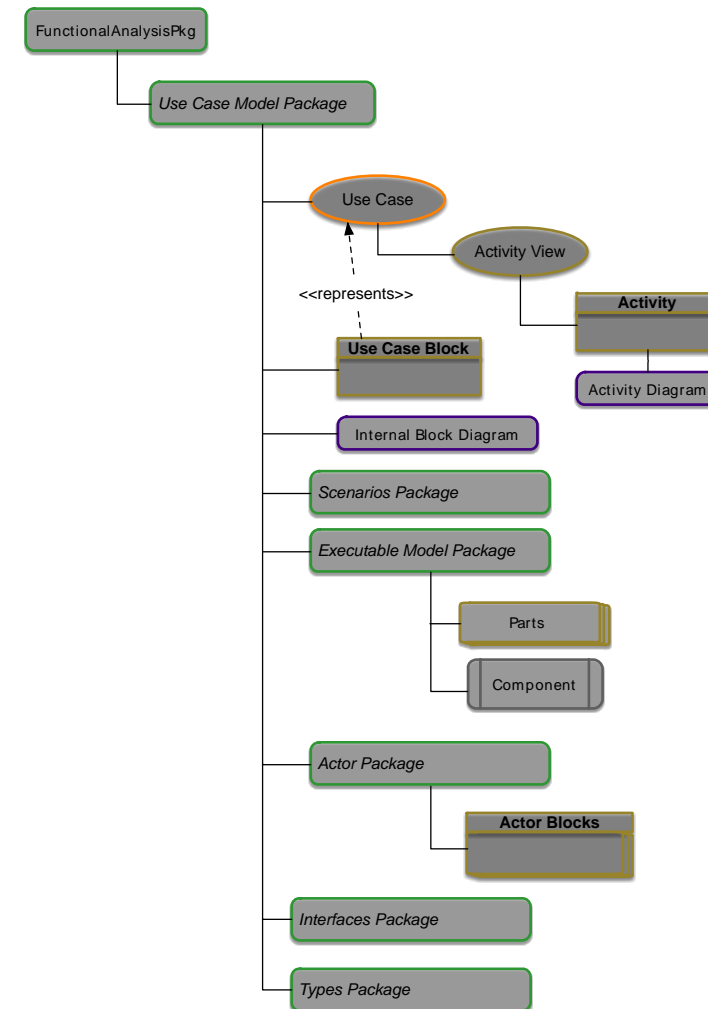 FunctionalAnalysisPkg
Use Case Model Package
Use Case
Activity View
<<represents>>
Activity
Use Case Block
Activity Diagram
Internal Block Diagram
Scenarios Package
Executable Model Package
Parts
Component
Actor Package
Actor Blocks
Interfaces Package
Types Package